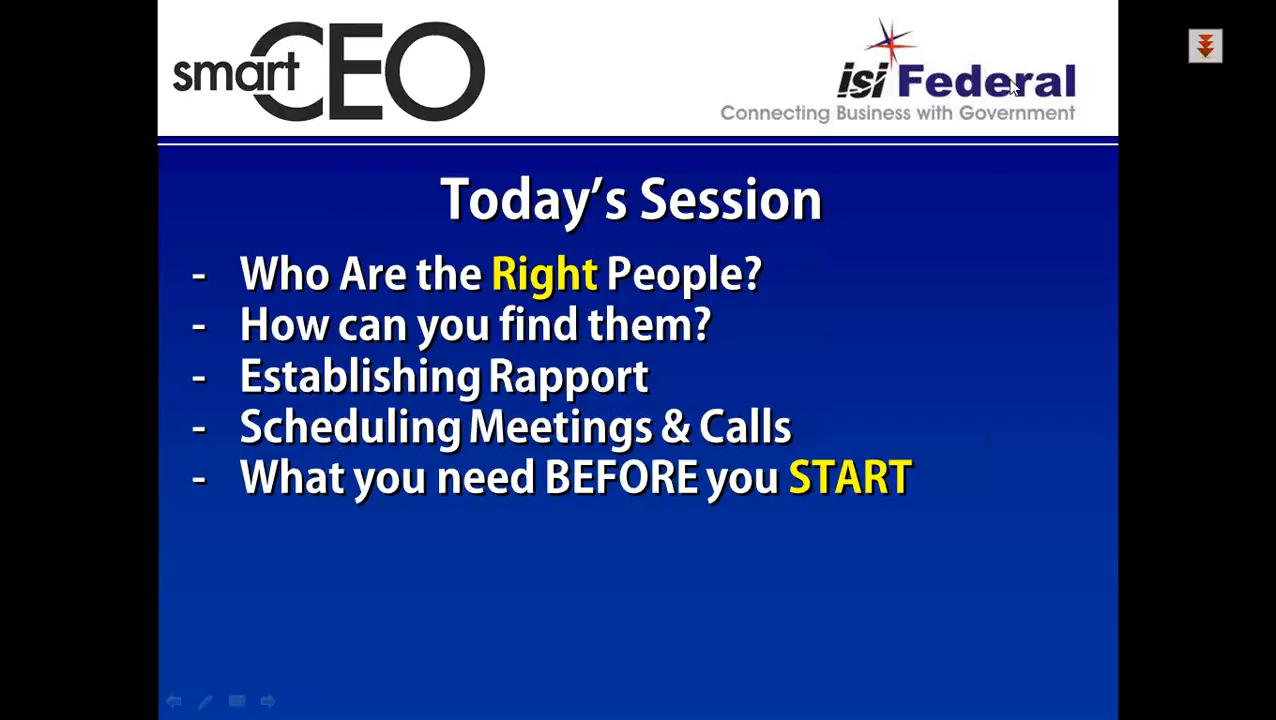 smartCEO
isi Federal
Connecting Business with Government
Today's Session
- Who Are the Right People?
- How can you find them?
- Establishing Rapport
- Scheduling Meetings & Calls
- What you need BEFORE you START